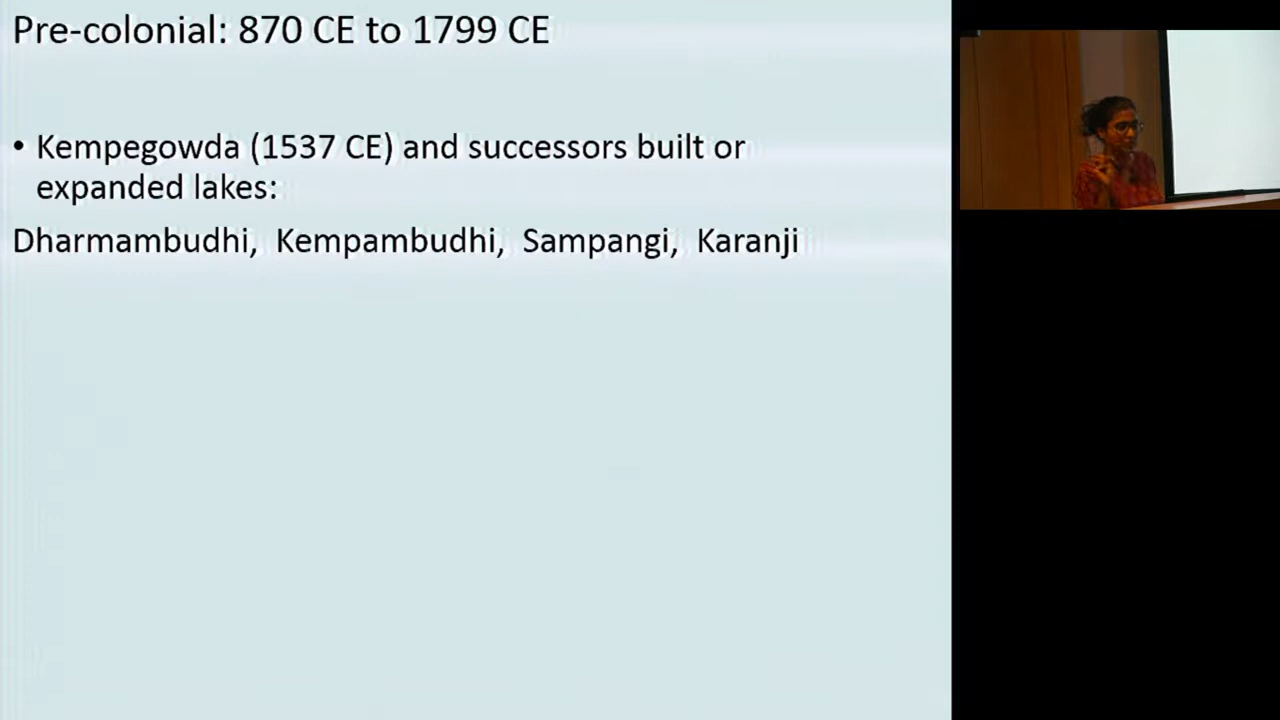 Pre-colonial: 870 CE to 1799 CE
• Kempegowda (1537 CE) and successors built or
expanded lakes:
Dharmambudhi, Kempambudhi, Sampangi, Karanji